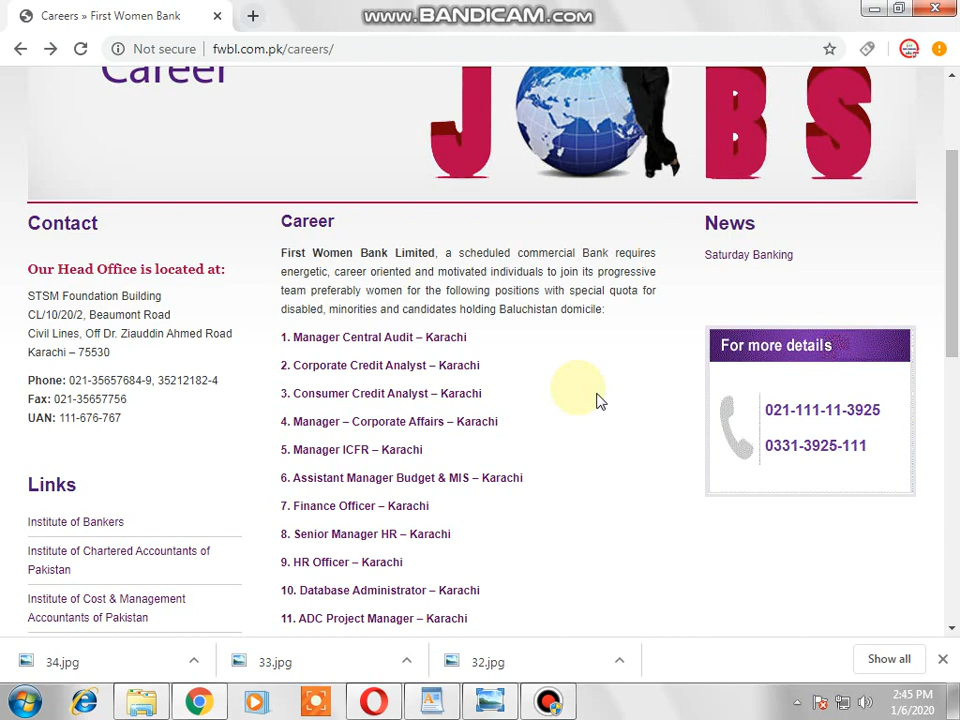 Careers » First Women Bank
www.BANDICAM.com
Not secure
fwbl.com.pk/careers/
Career
JOBS
Contact
Our Head Office is located at:
STSM Foundation Building
CL/10/20/2, Beaumont Road
Civil Lines, Off Dr. Ziauddin Ahmed Road
Karachi – 75530
Phone: 021-35657684-9, 35212182-4
Fax: 021-35657756
UAN: 111-676-767
Links
Institute of Bankers
Institute of Chartered Accountants of
Pakistan
Institute of Cost & Management
Accountants of Pakistan
Career
First Women Bank Limited, a scheduled commercial Bank requires
energetic, career oriented and motivated individuals to join its progressive
team preferably women for the following positions with special quota for
disabled, minorities and candidates holding Baluchistan domicile:
1. Manager Central Audit – Karachi
2. Corporate Credit Analyst – Karachi
3. Consumer Credit Analyst – Karachi
4. Manager – Corporate Affairs – Karachi
5. Manager ICFR – Karachi
6. Assistant Manager Budget & MIS – Karachi
7. Finance Officer – Karachi
8. Senior Manager HR – Karachi
9. HR Officer – Karachi
10. Database Administrator – Karachi
11. ADC Project Manager – Karachi
News
Saturday Banking
For more details
021-111-11-3925
0331-3925-111
34.jpg
33.jpg
32.jpg
Show all
2:45 PM
1/6/2020